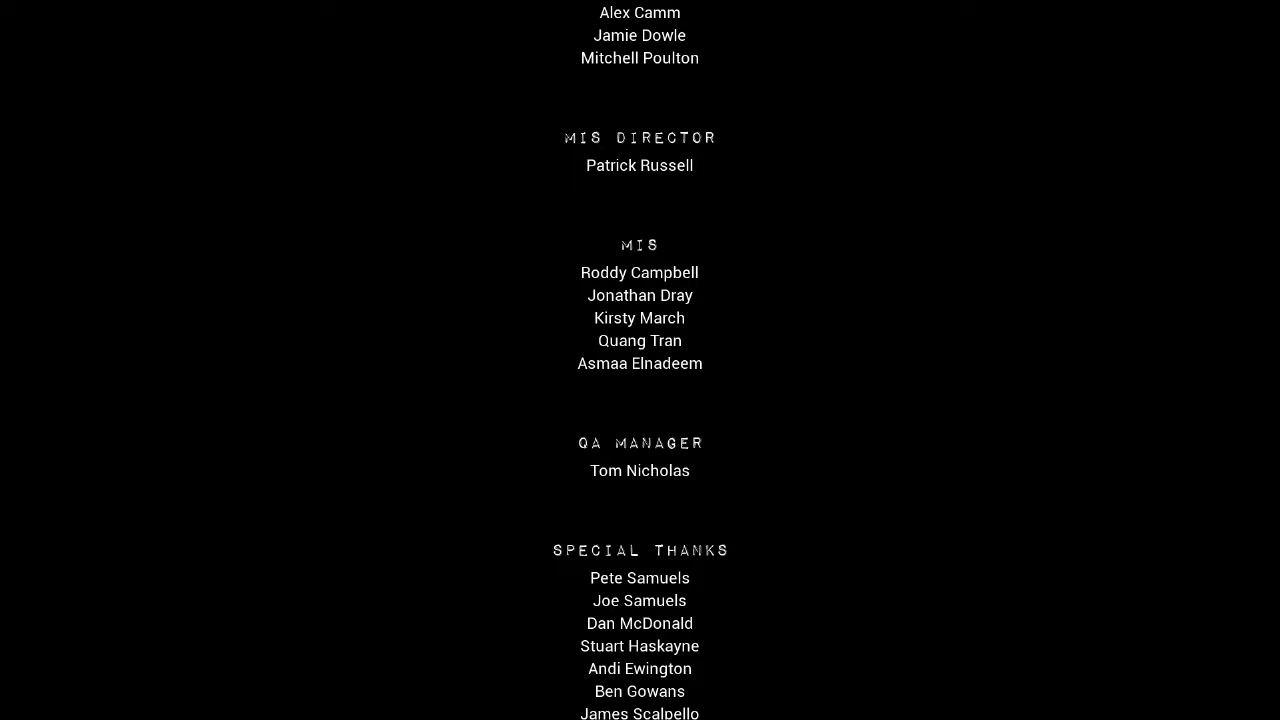 Alex Camm
Jamie Dowle
Mitchell Poulton
MIS DIRECTOR
Patrick Russell
MIS
Roddy Campbell
Jonathan Dray
Kirsty March
Quang Tran
Asmaa Elnadeem
QA MANAGER
Tom Nicholas
SPECIAL THANKS
Pete Samuels
Joe Samuels
Dan McDonald
Stuart Haskayne
Andi Ewington
Ben Gowans
James Scalpello